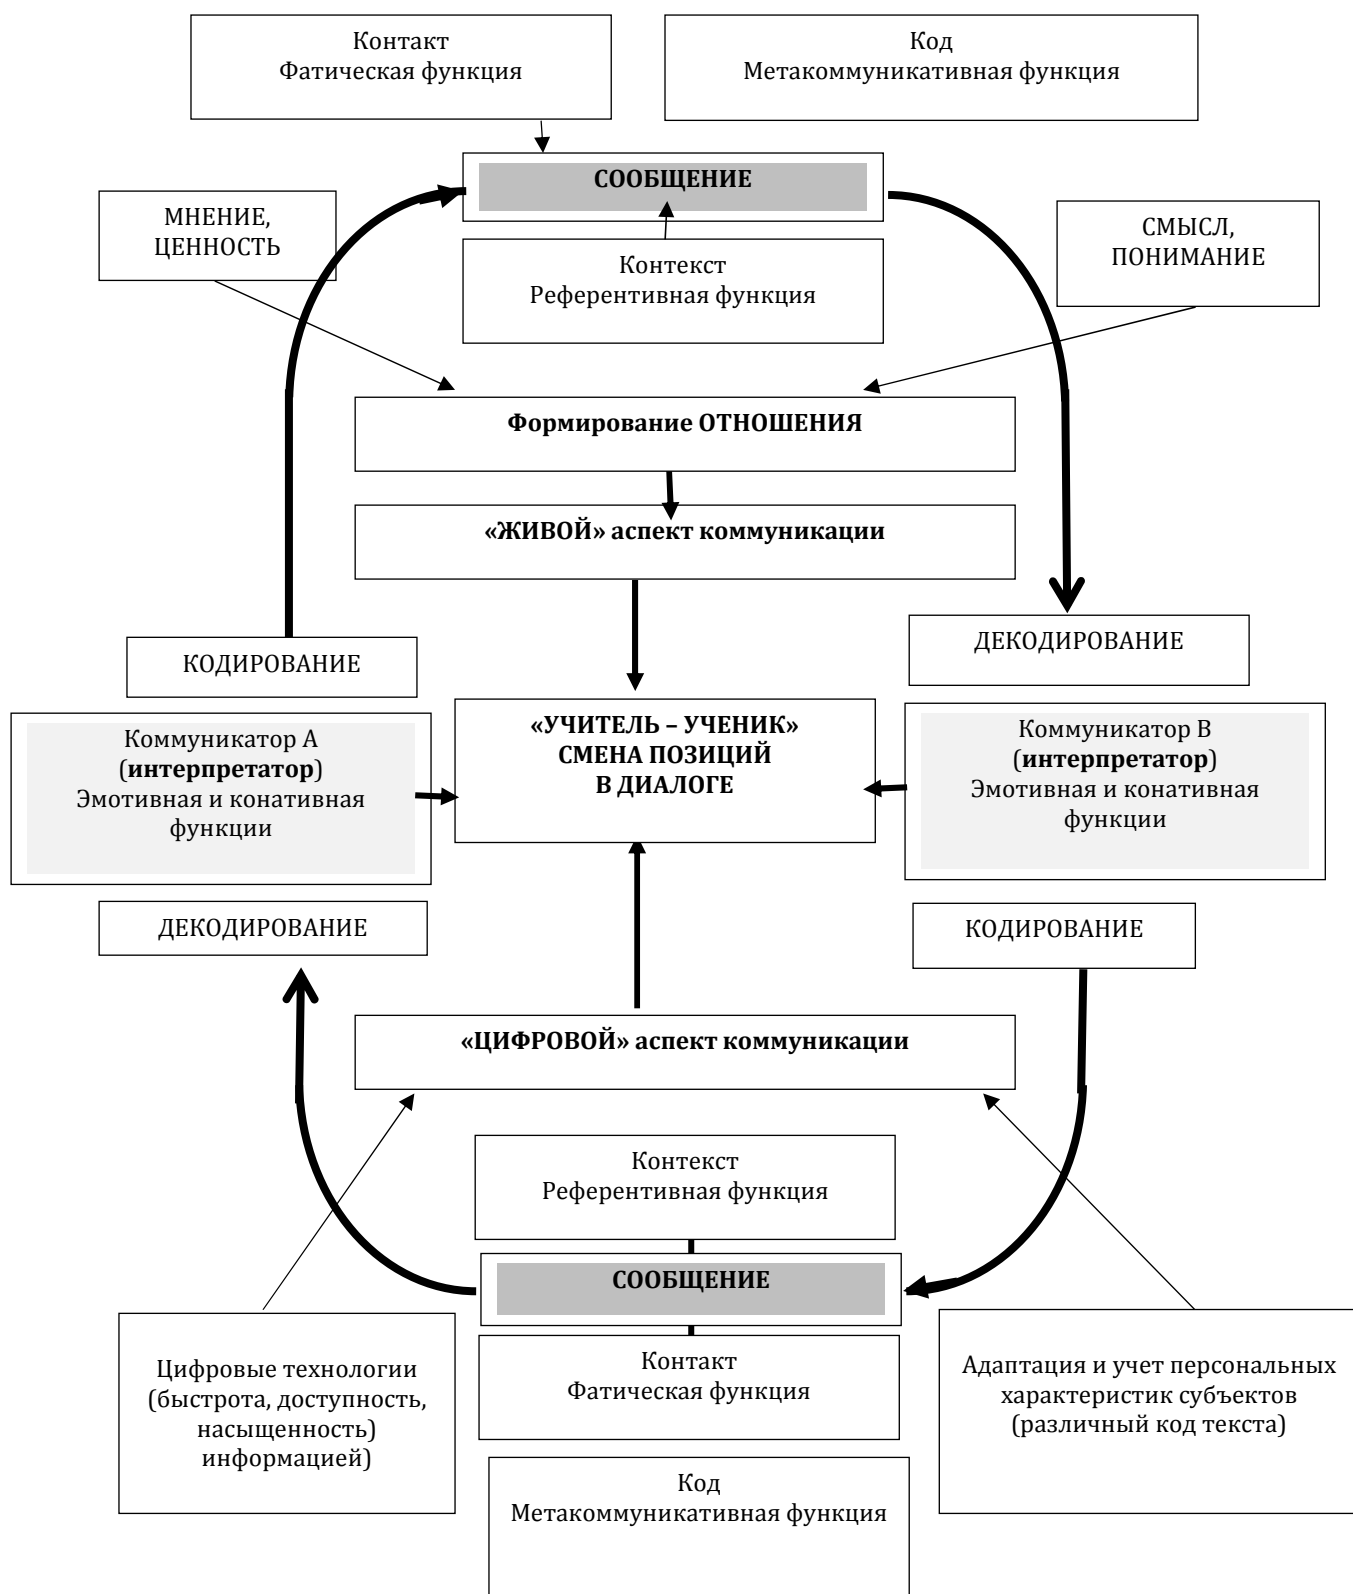 Контакт
Фатическая функция
Код
Метакоммуникативная функция
СООБЩЕНИЕ
МНЕНИЕ,
ЦЕННОСТЬ
СМЫСЛ,
ПОНИМАНИЕ
Контекст
Референтивная функция
Формирование ОТНОШЕНИЯ
«ЖИВОЙ» аспект коммуникации
КОДИРОВАНИЕ
ДЕКОДИРОВАНИЕ
Коммуникатор А
(интерпретатор)
Эмотивная и конативная
функции
«УЧИТЕЛЬ – УЧЕНИК»
СМЕНА ПОЗИЦИЙ
В ДИАЛОГЕ
Коммуникатор В
(интерпретатор)
Эмотивная и конативная
функции
ДЕКОДИРОВАНИЕ
КОДИРОВАНИЕ
«ЦИФРОВОЙ» аспект коммуникации
Контекст
Референтивная функция
СООБЩЕНИЕ
Цифровые технологии
(быстрота, доступность,
насыщенность)
информацией)
Контакт
Фатическая функция
Адаптация и учет персональных
характеристик субъектов
(различный код текста)
Код
Метакоммуникативная функция